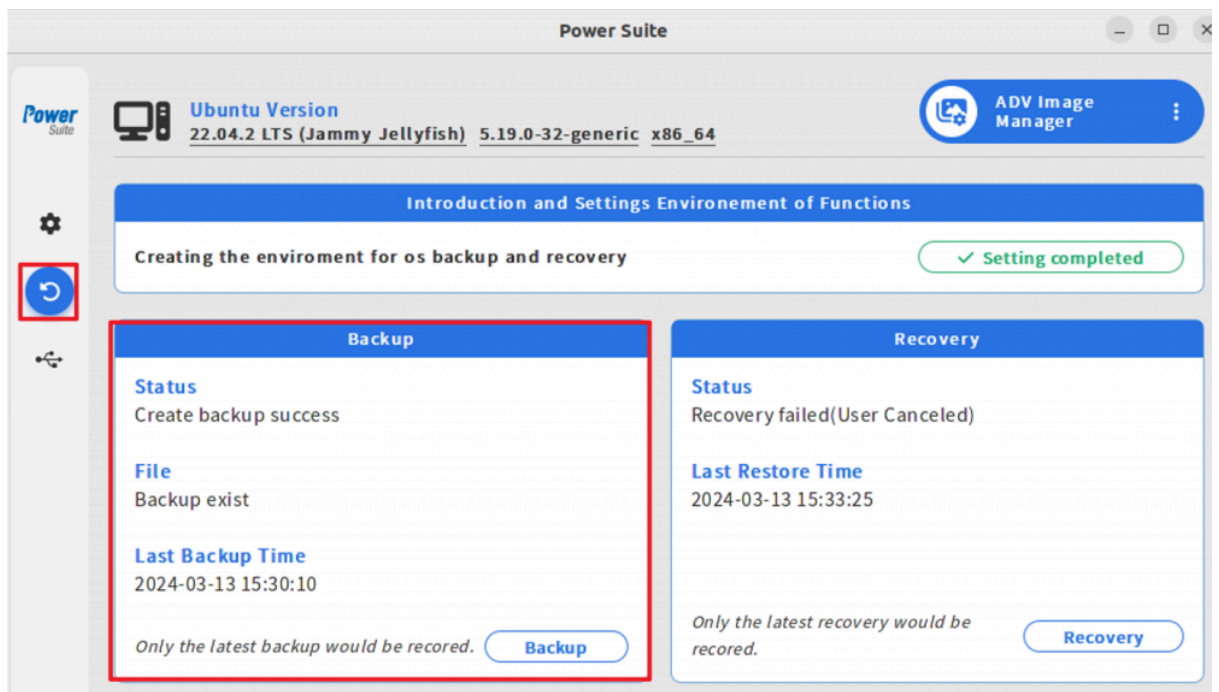 Power Suite
Power
Suite
Ubuntu Version
22.04.2 LTS (Jammy Jellyfish) 5.19.0-32-generic x86_64
ADV Image
Manager
Introduction and Settings Environement of Functions
Creating the enviroment for os backup and recovery
Setting completed
Backup
Status
Create backup success
File
Backup exist
Last Backup Time
2024-03-13 15:30:10
Only the latest backup would be recored.
Backup
Recovery
Status
Recovery failed(User Canceled)
Last Restore Time
2024-03-13 15:33:25
Only the latest recovery would be
recored.
Recovery